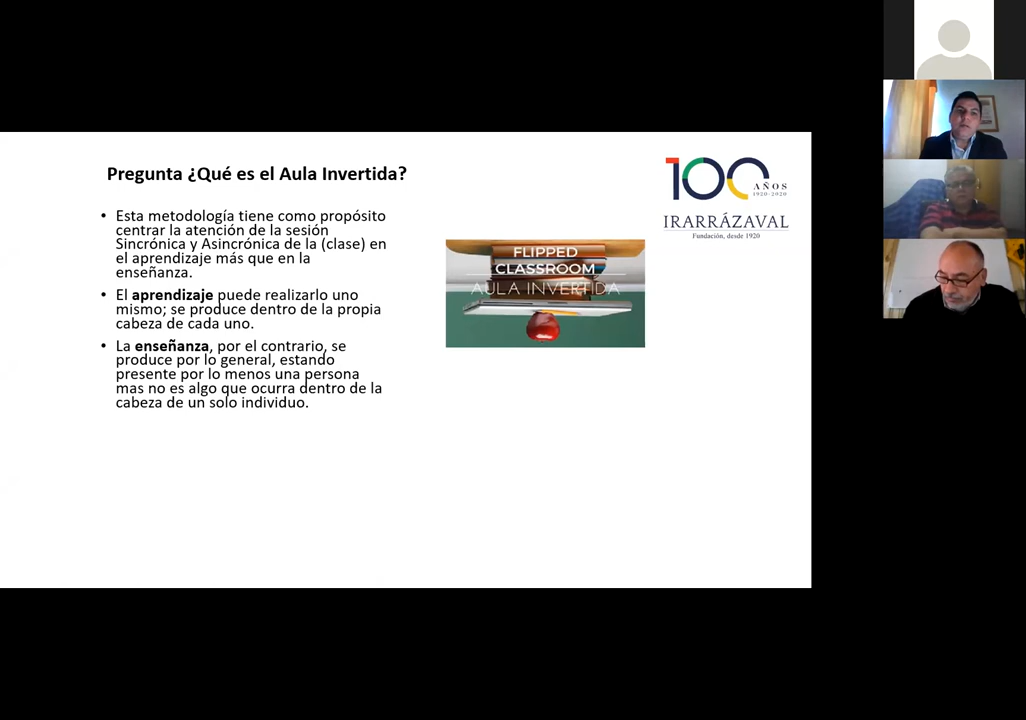 Pregunta ¿Qué es el Aula Invertida?
• Esta metodología tiene como propósito
centrar la atención de la sesión
Sincrónica y Asincrónica de la (clase) en
el aprendizaje más que en la
enseñanza.
• El aprendizaje puede realizarlo uno
mismo; se produce dentro de la propia
cabeza de cada uno.
• La enseñanza, por el contrario, se
produce por lo general, estando
presente por lo menos una persona
mas no es algo que ocurra dentro de la
cabeza de un solo individuo.
FLIPPED
CLASSROOM
AULA INVERTIDA
100
AÑOS
1920-2020
IRARRÁZAVAL
Fundación, desde 1920